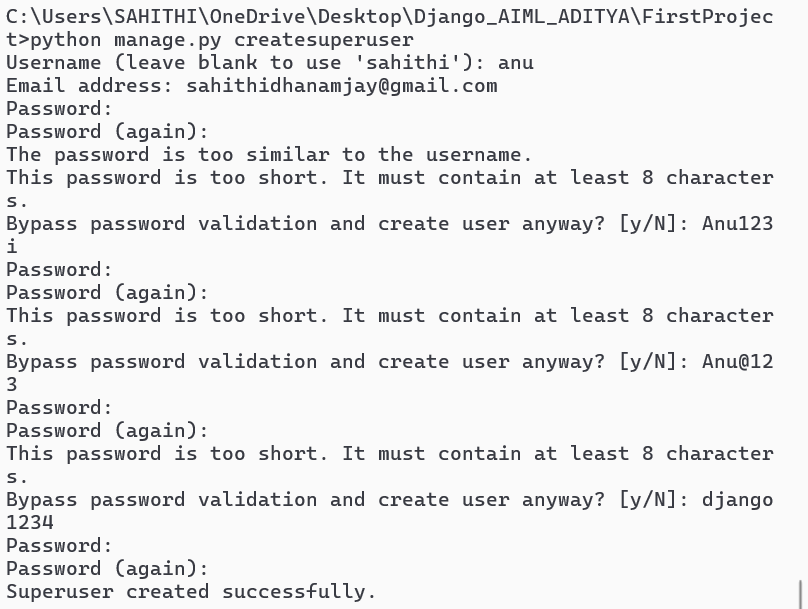 C:\Users\SAHITHI\OneDrive\Desktop\Django_AIML_ADITYA\FirstProjec
t>python manage.py createsuperuser
Username (leave blank to use 'sahithi'): anu
Email address: sahithidhanamjay@gmail.com
Password:
Password (again):
The password is too similar to the username.
This password is too short. It must contain at least 8 character
s.
Bypass password validation and create user anyway? [y/N]: Anu123
i
Password:
Password (again):
This password is too short. It must contain at least 8 character
s.
Bypass password validation and create user anyway? [y/N]: Anu@12
3
Password:
Password (again):
This password is too short. It must contain at least 8 character
s.
Bypass password validation and create user anyway? [y/N]: django
1234
Password:
Password (again):
Superuser created successfully.